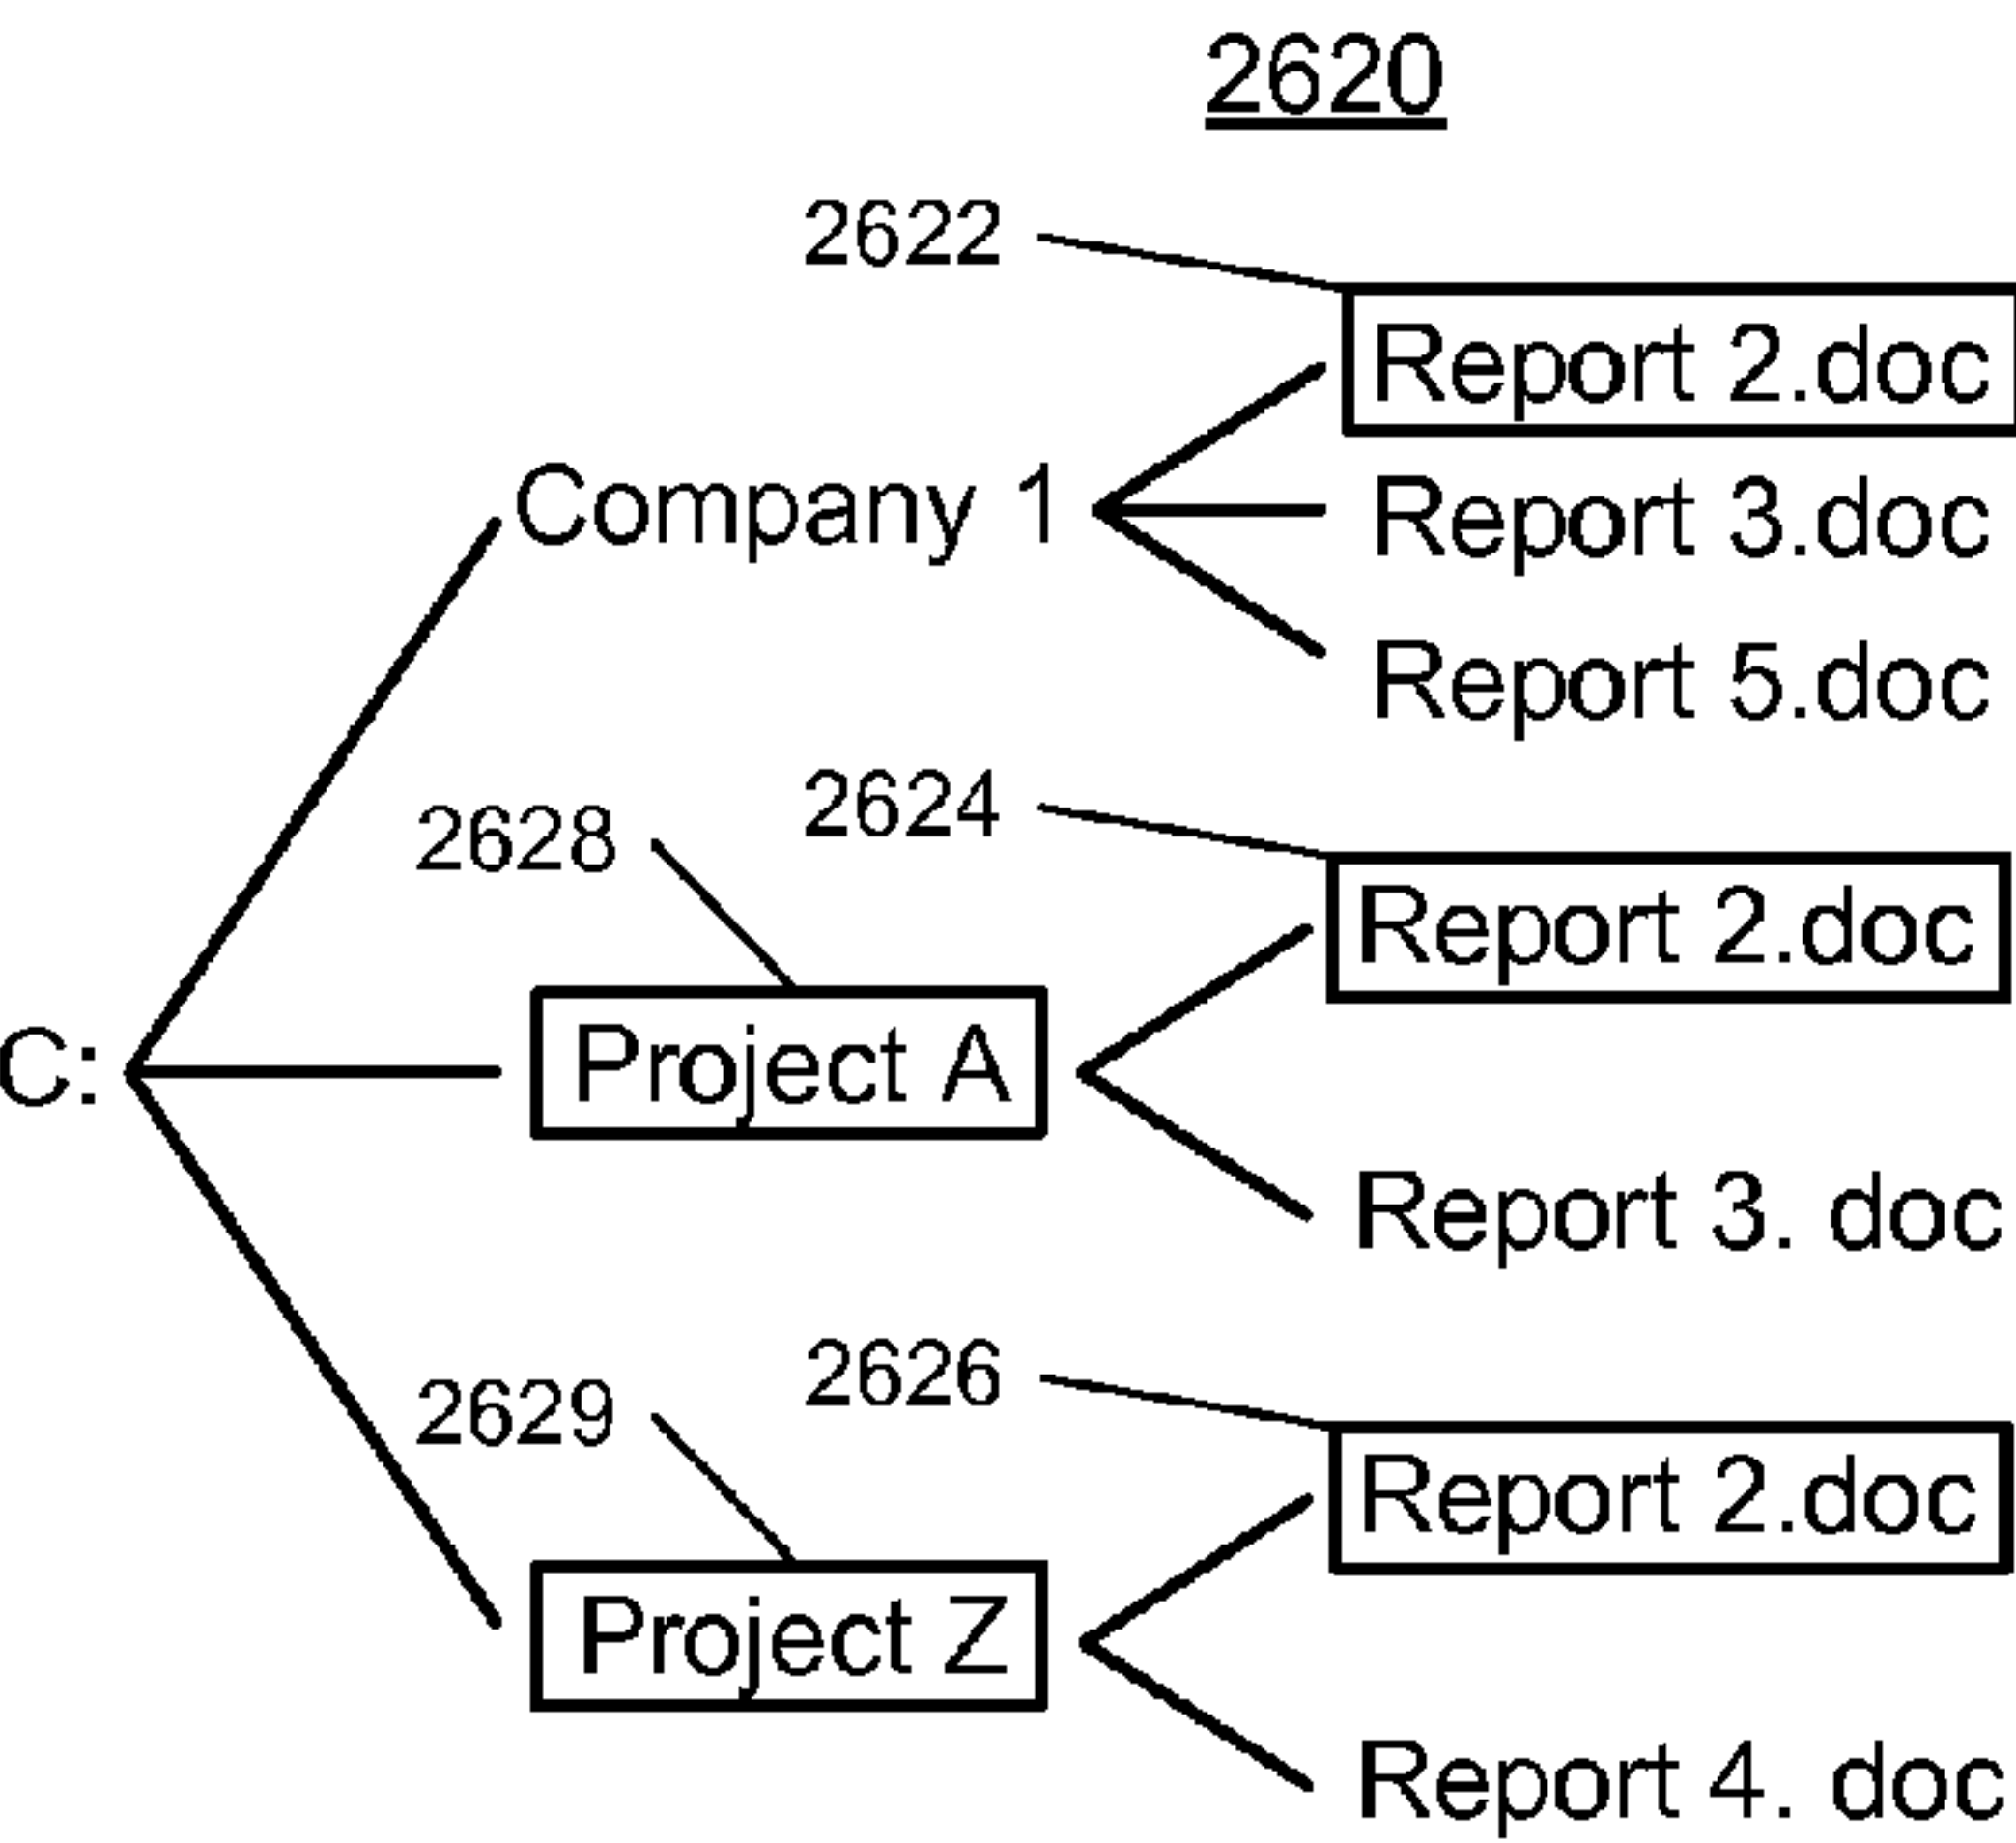 2620
2622
Report 2.doc
Company 1
Report 3.doc
Report 5.doc
2628
2624
Report 2.doc
C:
Project A
Report 3. doc
2629
2626
Report 2.doc
Project Z
Report 4. doc